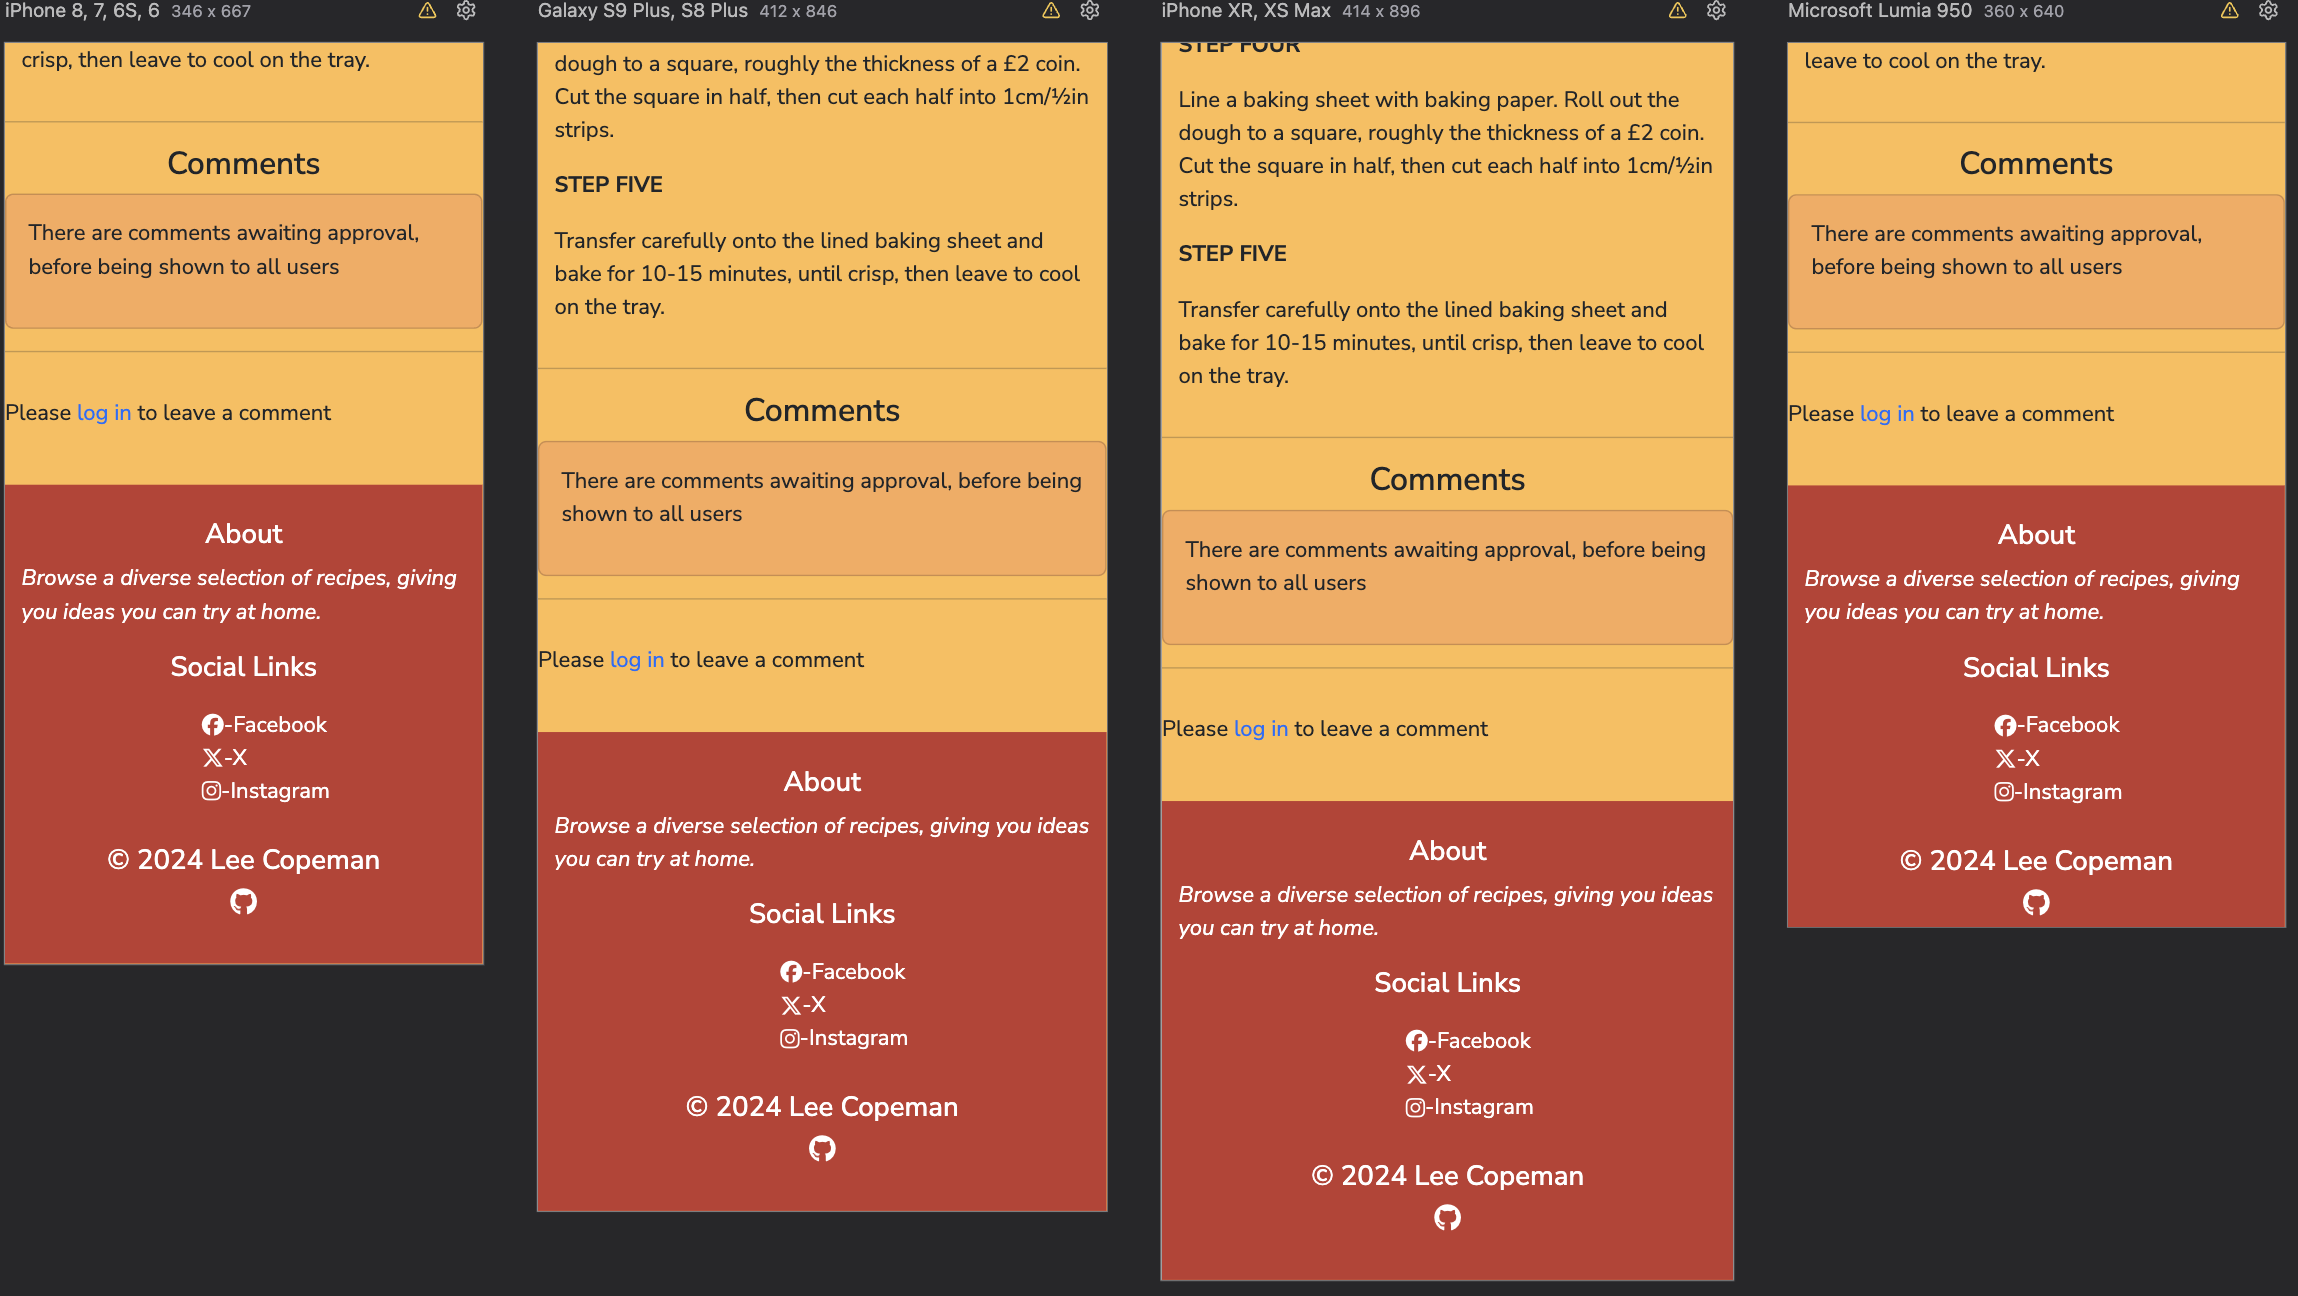 iPhone 8, 7, 6S, 6 346 x 667
crisp, then leave to cool on the tray.
Comments
There are comments awaiting approval,
before being shown to all users
Please log in to leave a comment
About
Browse a diverse selection of recipes, giving
you ideas you can try at home.
Social Links
-Facebook
-X
-Instagram
© 2024 Lee Copeman
Galaxy S9 Plus, S8 Plus 412 x 846
dough to a square, roughly the thickness of a £2 coin.
Cut the square in half, then cut each half into 1cm/½in
strips.
STEP FIVE
Transfer carefully onto the lined baking sheet and
bake for 10-15 minutes, until crisp, then leave to cool
on the tray.
Comments
There are comments awaiting approval, before being
shown to all users
Please log in to leave a comment
About
Browse a diverse selection of recipes, giving you ideas
you can try at home.
Social Links
-Facebook
-X
-Instagram
© 2024 Lee Copeman
iPhone XR, XS Max 414 x 896
STEP FOUR
Line a baking sheet with baking paper. Roll out the
dough to a square, roughly the thickness of a £2 coin.
Cut the square in half, then cut each half into 1cm/½in
strips.
STEP FIVE
Transfer carefully onto the lined baking sheet and
bake for 10-15 minutes, until crisp, then leave to cool
on the tray.
Comments
There are comments awaiting approval, before being
shown to all users
Please log in to leave a comment
About
Browse a diverse selection of recipes, giving you ideas
you can try at home.
Social Links
-Facebook
-X
-Instagram
© 2024 Lee Copeman
Microsoft Lumia 950 360 x 640
leave to cool on the tray.
Comments
There are comments awaiting approval,
before being shown to all users
Please log in to leave a comment
About
Browse a diverse selection of recipes, giving
you ideas you can try at home.
Social Links
-Facebook
-X
-Instagram
© 2024 Lee Copeman